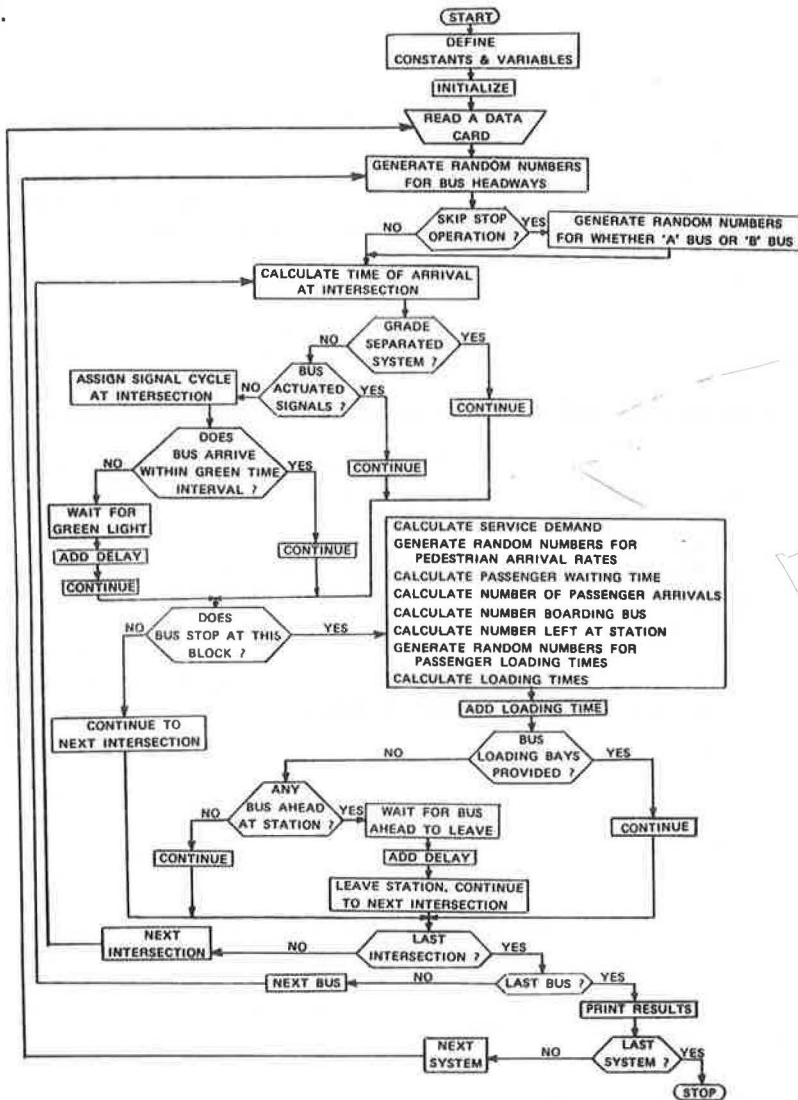 START
DEFINE
CONSTANTS & VARIABLES
INITIALIZE
READ A DATA
CARD
GENERATE RANDOM NUMBERS
FOR BUS HEADWAYS
NO
SKIP STOP
OPERATION ?
YES
GENERATE RANDOM NUMBERS
FOR WHETHER 'A' BUS OR 'B' BUS
CALCULATE TIME OF ARRIVAL
AT INTERSECTION
NO
GRADE
SEPARATED
SYSTEM ?
YES
ASSIGN SIGNAL CYCLE
AT INTERSECTION
NO
BUS
ACTUATED
SIGNALS ?
YES
CONTINUE
CONTINUE
NO
DOES
BUS ARRIVE
WITHIN GREEN TIME
INTERVAL ?
YES
WAIT FOR
GREEN LIGHT
ADD DELAY
CONTINUE
CONTINUE
NO
DOES
BUS STOP AT THIS
BLOCK ?
YES
CALCULATE SERVICE DEMAND
GENERATE RANDOM NUMBERS FOR
PEDESTRIAN ARRIVAL RATES
CALCULATE PASSENGER WAITING TIME
CALCULATE NUMBER OF PASSENGER ARRIVALS
CALCULATE NUMBER BOARDING BUS
CALCULATE NUMBER LEFT AT STATION
GENERATE RANDOM NUMBERS FOR
PASSENGER LOADING TIMES
CALCULATE LOADING TIMES
ADD LOADING TIME
CONTINUE TO
NEXT INTERSECTION
NO
BUS
LOADING BAYS
PROVIDED ?
YES
CONTINUE
NO
ANY
BUS AHEAD
AT STATION ?
YES
WAIT FOR BUS
AHEAD TO LEAVE
CONTINUE
ADD DELAY
LEAVE STATION, CONTINUE
TO NEXT INTERSECTION
NEXT
INTERSECTION
NO
LAST
INTERSECTION ?
YES
NEXT BUS
NO
LAST BUS ?
YES
PRINT RESULTS
NEXT
SYSTEM
NO
LAST
SYSTEM ?
YES
STOP